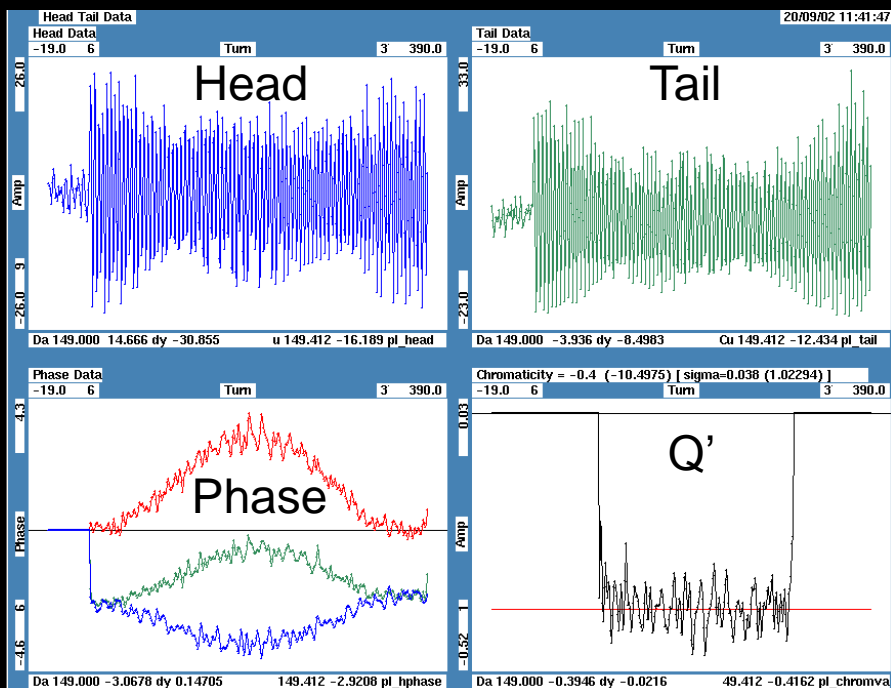 Head Tail Data 20/09/02 11:41:47
Head Data
-19.0 6 Turn 3 390.0
26.0
Amp
9
-26.0
Head
Da 149.000 14.666 dy -30.855 u 149.412 -16.189 pl_head
Tail Data
-19.0 6 Turn 3 390.0
33.0
Amp
-23.0
Tail
Da 149.000 -3.936 dy -8.4983 Cu 149.412 -12.434 pl_tail
Phase Data
-19.0 6 Turn 3 390.0
4.3
Phase
6
-4.6
Phase
Da 149.000 -3.0678 dy 0.14705 149.412 -2.9208 pl_hphase
Chromaticity = -0.4 (-10.4975) [ sigma=0.038 (1.02294) ]
-19.0 6 Turn 3 390.0
0.03
Amp
1
-0.52
Q’
Da 149.000 -0.3946 dy -0.0216 49.412 -0.4162 pl_chromva